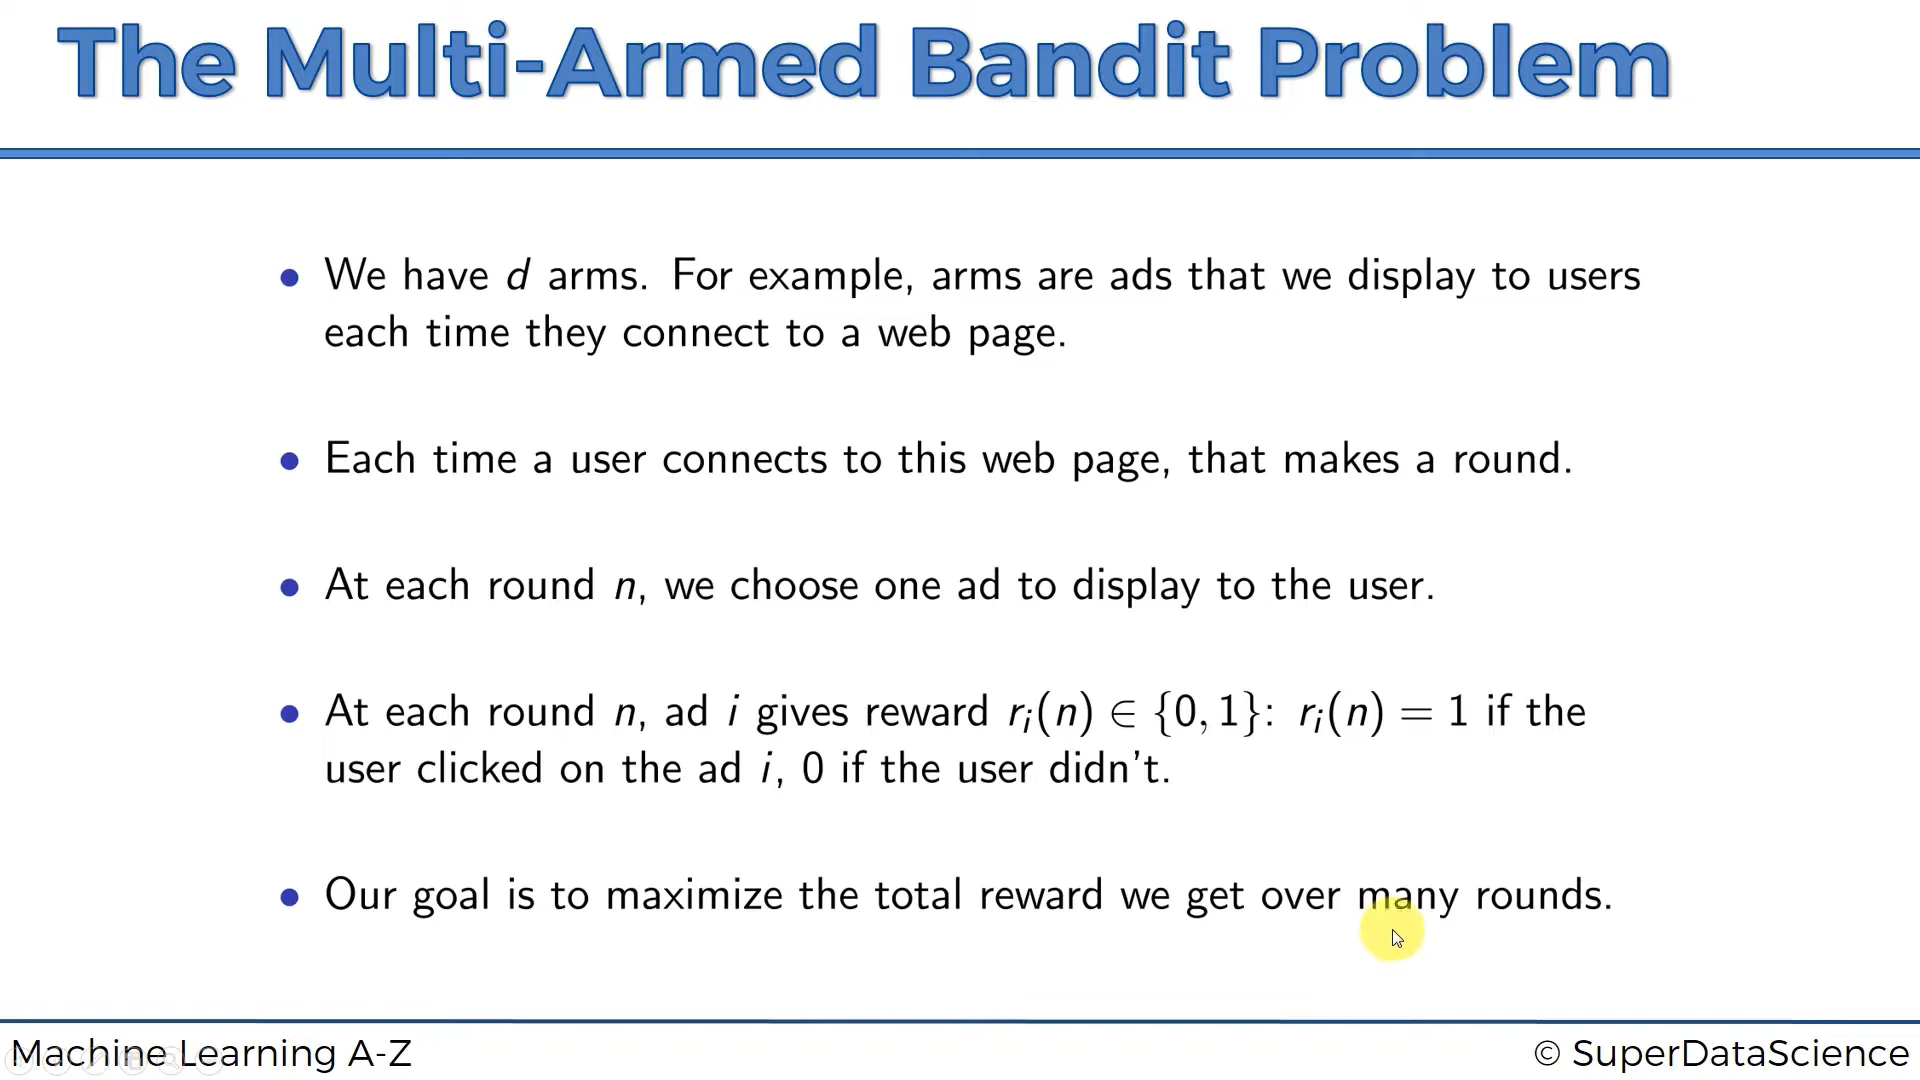 The Multi-Armed Bandit Problem
• We have d arms. For example, arms are ads that we display to users
each time they connect to a web page.
• Each time a user connects to this web page, that makes a round.
• At each round n, we choose one ad to display to the user.
• At each round n, ad i gives reward rᵢ(n) ∈ {0, 1}: rᵢ(n) = 1 if the
user clicked on the ad i, 0 if the user didn't.
• Our goal is to maximize the total reward we get over many rounds.
Machine Learning A-Z
© SuperDataScience